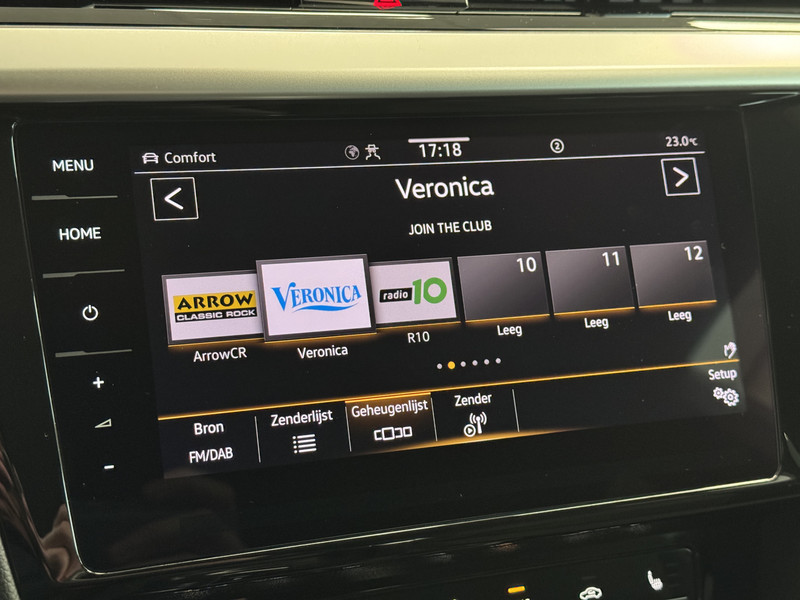 MENU
HOME
Comfort
17:18
2
23.0°C
<
Veronica
>
JOIN THE CLUB
ARROW
CLASSIC ROCK
VERONICA
radio 10
10
11
12
ArrowCR
Veronica
R10
Leeg
Leeg
Leeg
Setup
Bron
FM/DAB
Zenderlijst
Geheugenlijst
Zender
+
-